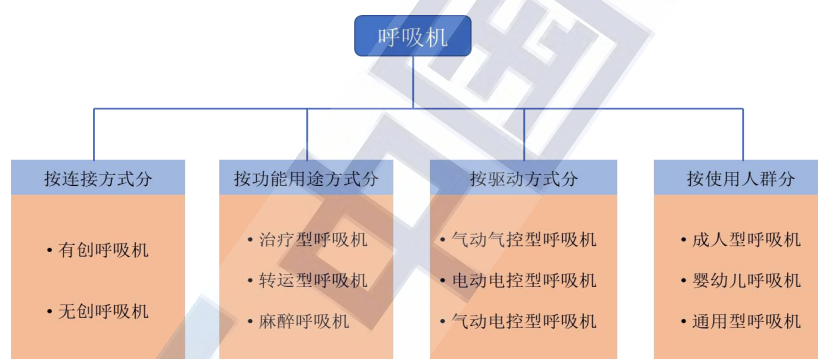 呼吸机
按连接方式分
• 有创呼吸机
• 无创呼吸机
按功能用途方式分
• 治疗型呼吸机
• 转运型呼吸机
• 麻醉呼吸机
按驱动方式分
• 气动气控型呼吸机
• 电动电控型呼吸机
• 气动电控型呼吸机
按使用人群分
• 成人型呼吸机
• 婴幼儿呼吸机
• 通用型呼吸机
中国